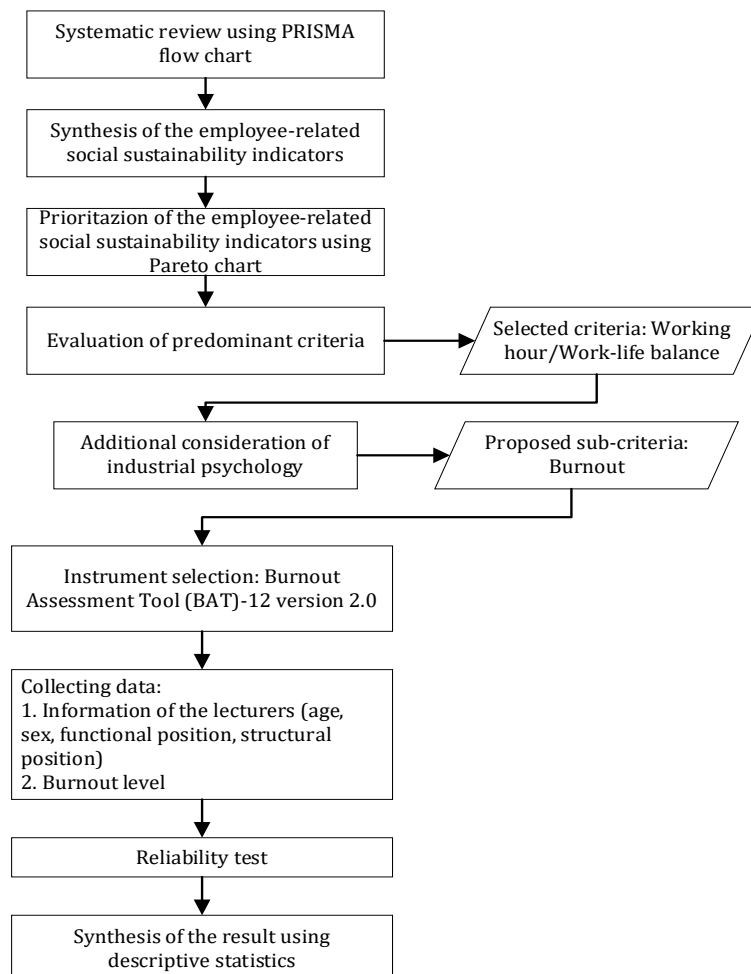 Systematic review using PRISMA
flow chart
Synthesis of the employee-related
social sustainability indicators
Prioritazion of the employee-related
social sustainability indicators using
Pareto chart
Evaluation of predominant criteria
Selected criteria: Working
hour/Work-life balance
Additional consideration of
industrial psychology
Proposed sub-criteria:
Burnout
Instrument selection: Burnout
Assessment Tool (BAT)-12 version 2.0
Collecting data:
1. Information of the lecturers (age,
sex, functional position, structural
position)
2. Burnout level
Reliability test
Synthesis of the result using
descriptive statistics